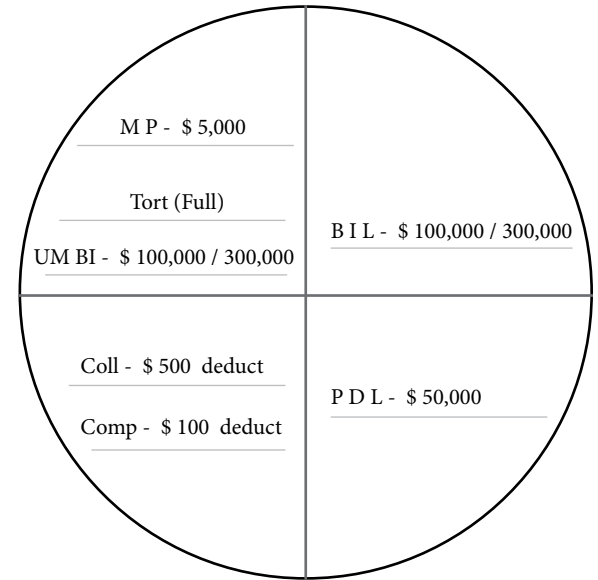 M P - $ 5,000
Tort (Full)
UM BI - $ 100,000 / 300,000
B I L - $ 100,000 / 300,000
Coll - $ 500 deduct
Comp - $ 100 deduct
P D L - $ 50,000